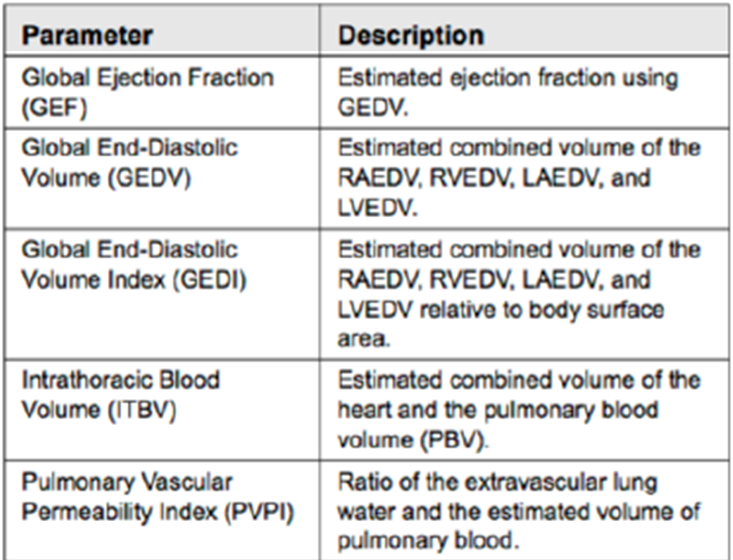 Parameter Description
Global Ejection Fraction Estimated ejection fraction using
(GEF) GEDV.
Global End-Diastolic Estimated combined volume of the
Volume (GEDV) RAEDV, RVEDV, LAEDV, and
LVEDV.
Global End-Diastolic Estimated combined volume of the
Volume Index (GEDI) RAEDV, RVEDV, LAEDV, and
LVEDV relative to body surface
area.
Intrathoracic Blood Estimated combined volume of the
Volume (ITBV) heart and the pulmonary blood
volume (PBV).
Pulmonary Vascular Ratio of the extravascular lung
Permeability Index (PVPI) water and the estimated volume of
pulmonary blood.